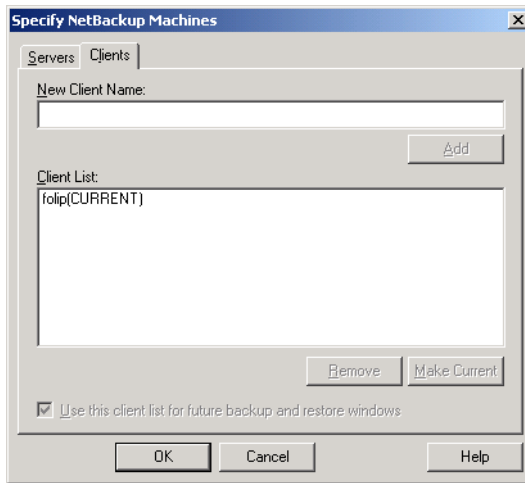 Specify NetBackup Machines
Servers
Clients
New Client Name:
Add
Client List:
folip(CURRENT)
Remove
Make Current
Use this client list for future backup and restore windows
OK
Cancel
Help